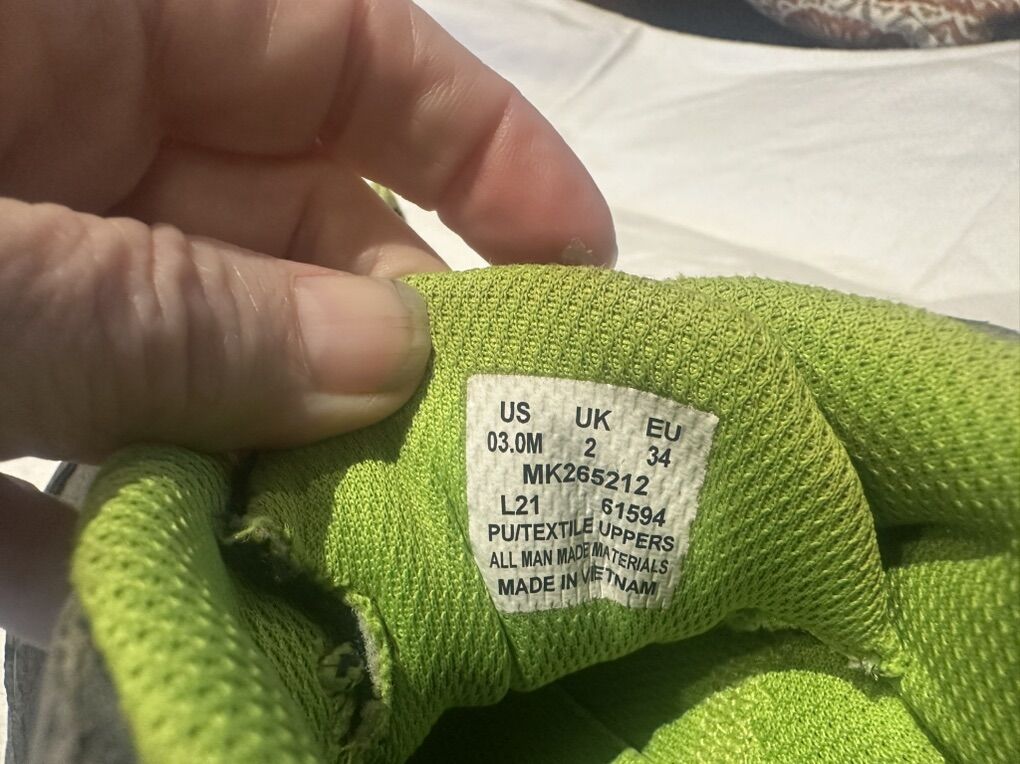 US UK EU
03.0M 2 34
MK265212
L21 61594
PU/TEXTILE UPPERS
ALL MAN MADE MATERIALS
MADE IN VIETNAM